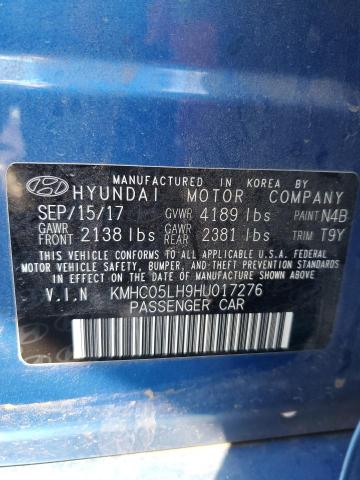 MANUFACTURED IN KOREA BY
HYUNDAI MOTOR COMPANY
SEP/15/17 GVWR 4189 lbs PAINT N4B
GAWR FRONT 2138 lbs GAWR REAR 2381 lbs TRIM T9Y
THIS VEHICLE CONFORMS TO ALL APPLICABLE U.S.A. FEDERAL
MOTOR VEHICLE SAFETY, BUMPER, AND THEFT PREVENTION
STANDARDS IN EFFECT ON THE DATE OF MANUFACTURE SHOWN ABOVE.
V.I.N KMHC05LH9HU017276
PASSENGER CAR